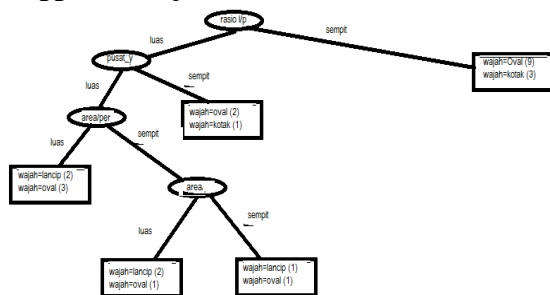 rasio l/p
luas
sempit
pusat_y
wajah=Oval (9)
wajah=kotak (3)
luas
sempit
wajah=oval (2)
wajah=kotak (1)
area/per
luas
sempit
wajah=lancip (2)
wajah=oval (3)
area
luas
sempit
wajah=lancip (2)
wajah=oval (1)
wajah=lancip (1)
wajah=oval (1)